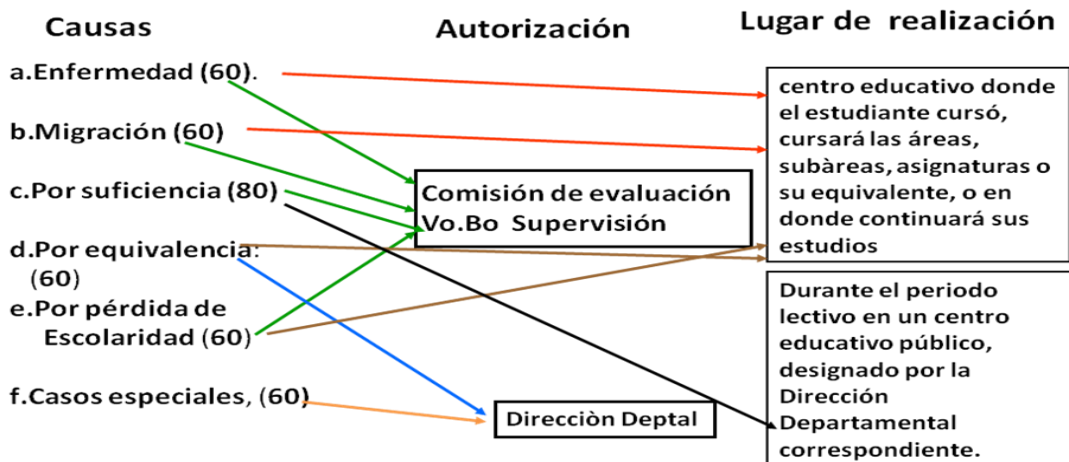 Causas
a.Enfermedad (60).
b.Migración (60)
c.Por suficiencia (80)
d.Por equivalencia:
(60)
e.Por pérdida de
Escolaridad (60)
f.Casos especiales, (60)
Autorización
Comisión de evaluación
Vo.Bo Supervisión
Direcciòn Deptal
Lugar de realización
centro educativo donde
el estudiante cursó,
cursará las áreas,
subàreas, asignaturas o
su equivalente, o en
donde continuará sus
estudios
Durante el periodo
lectivo en un centro
educativo público,
designado por la
Dirección
Departamental
correspondiente.